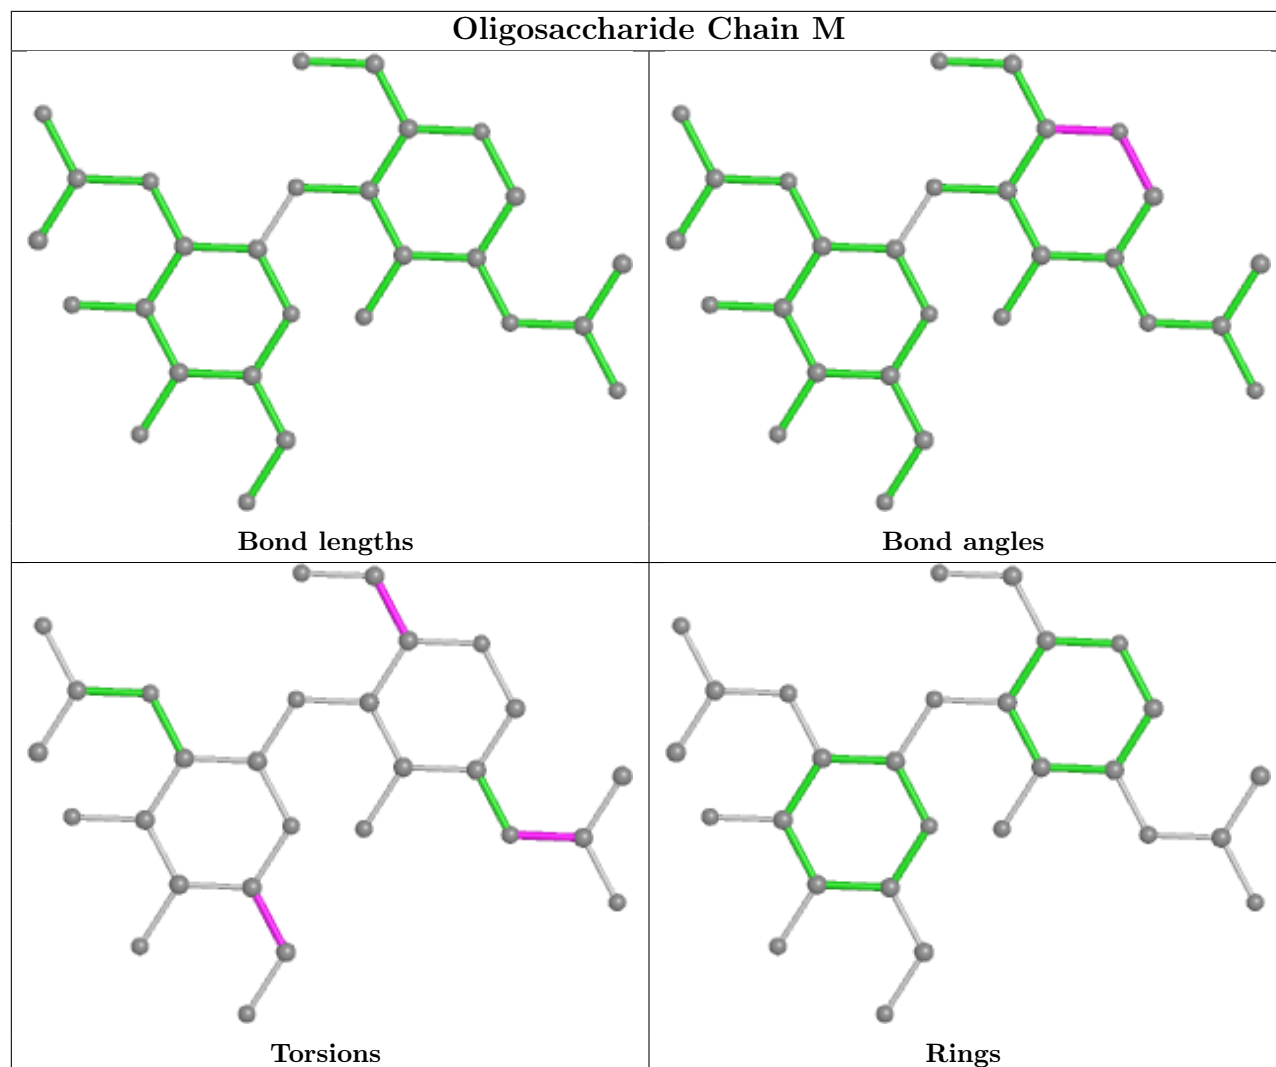 Oligosaccharide Chain M
Bond lengths
Bond angles
Torsions
Rings